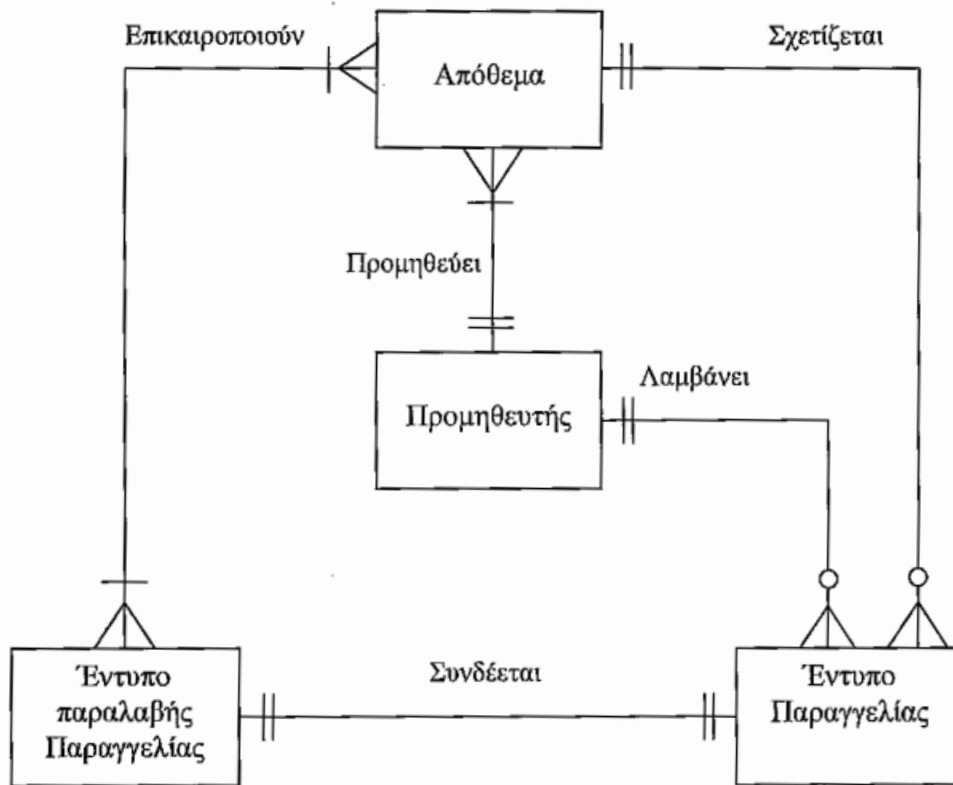 Επικαιροποιούν
Σχετίζεται
Απόθεμα
Προμηθεύει
Λαμβάνει
Προμηθευτής
Έντυπο
παραλαβής
Παραγγελίας
Συνδέεται
Έντυπο
Παραγγελίας